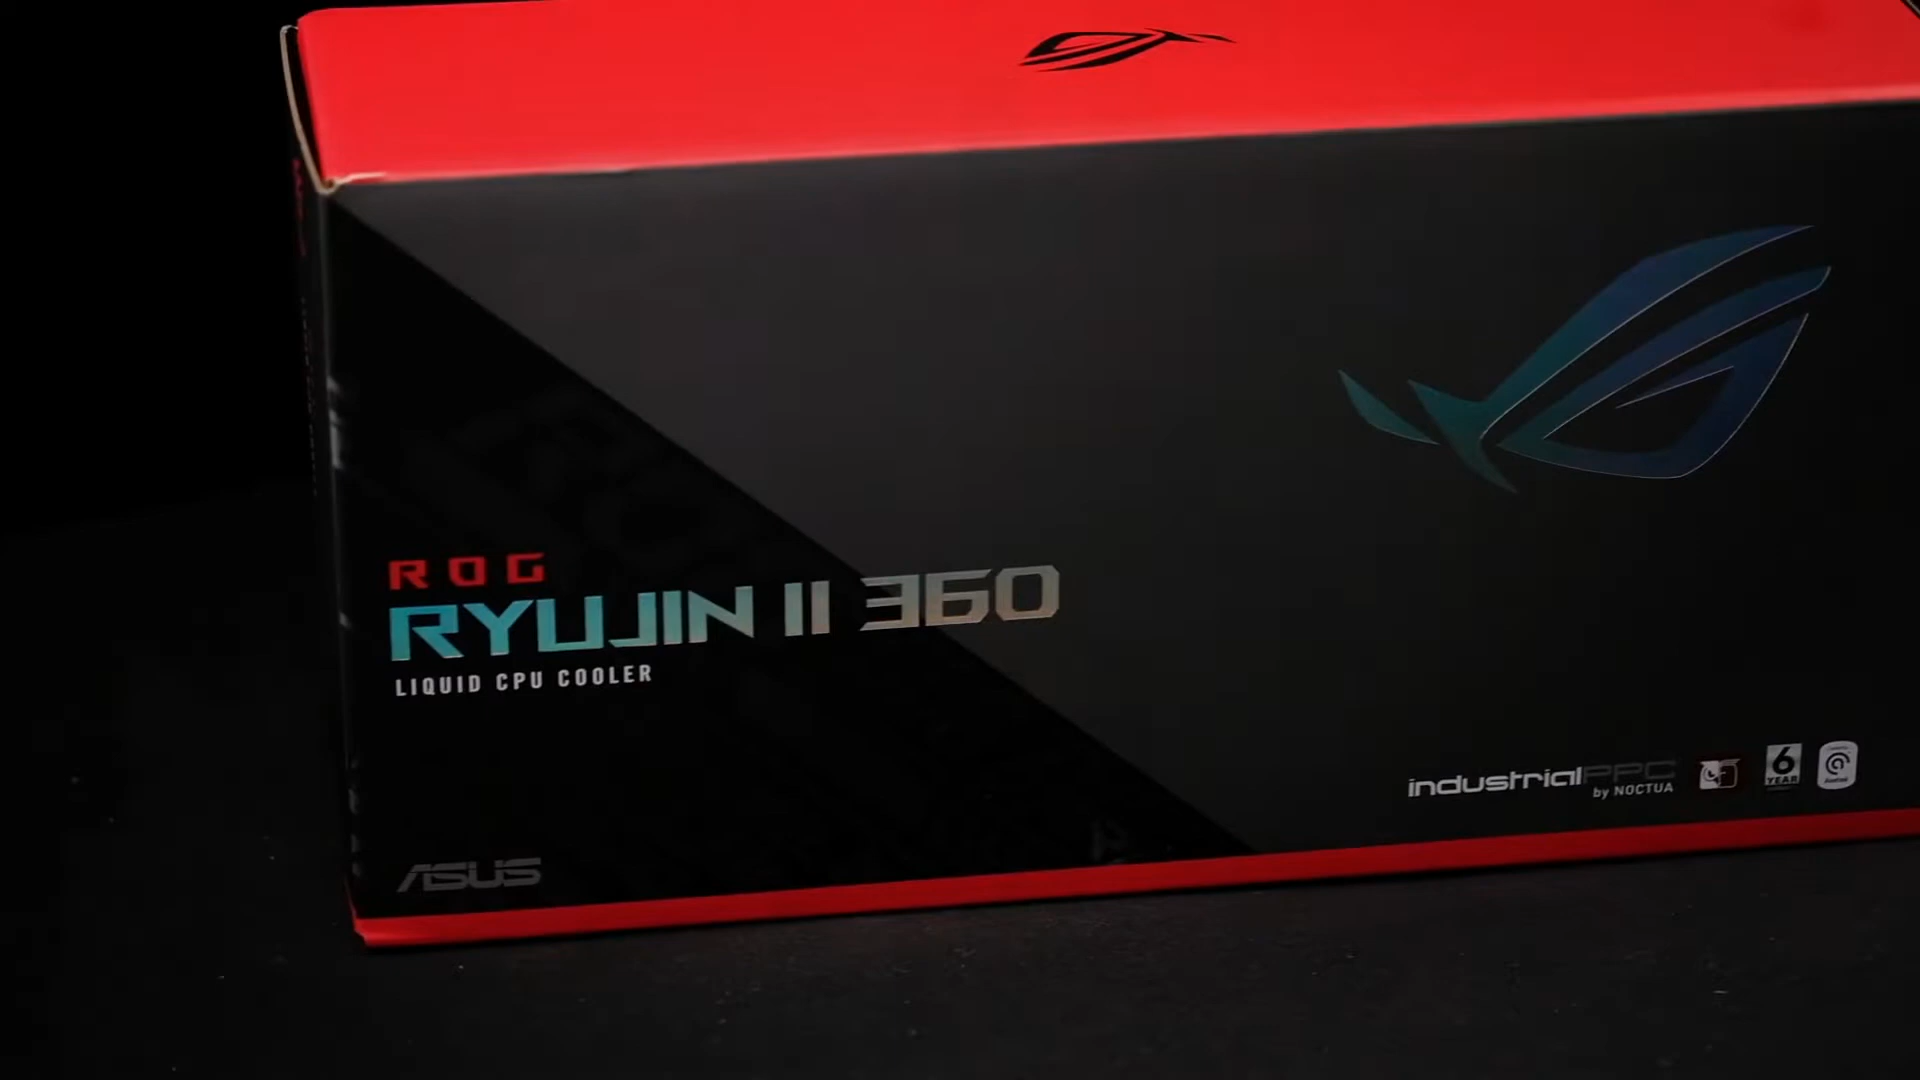 ROG
RYUJIN II 360
LIQUID CPU COOLER
industrialPPC
by NOCTUA
6
YEAR
ASUS